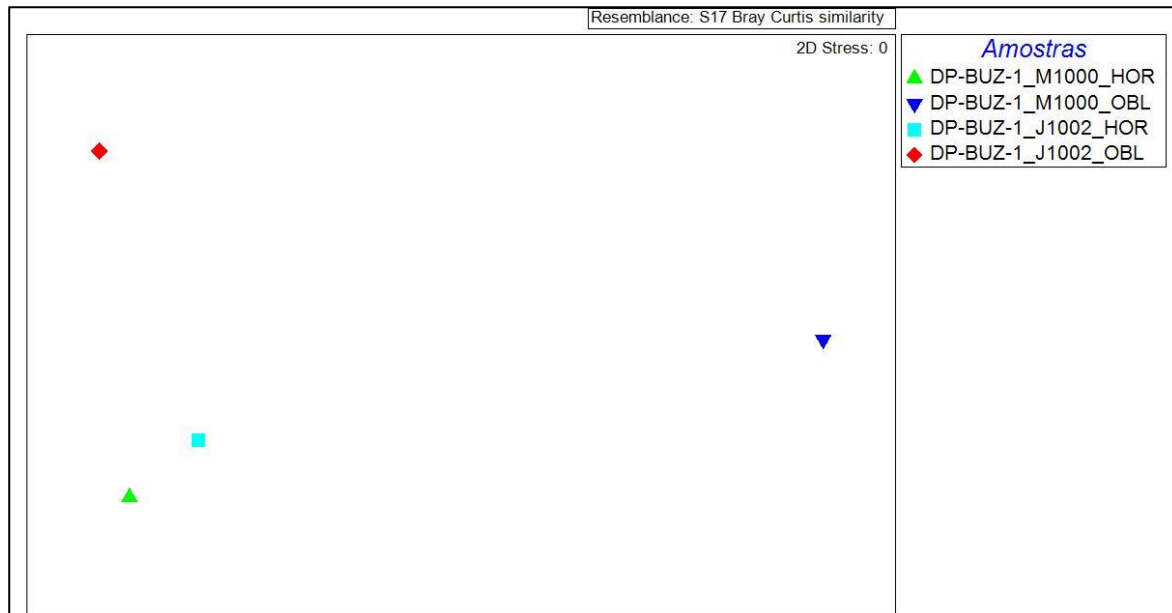 Resemblance: S17 Bray Curtis similarity
2D Stress: 0
Amostras
DP-BUZ-1_M1000_HOR
DP-BUZ-1_M1000_OBL
DP-BUZ-1_J1002_HOR
DP-BUZ-1_J1002_OBL